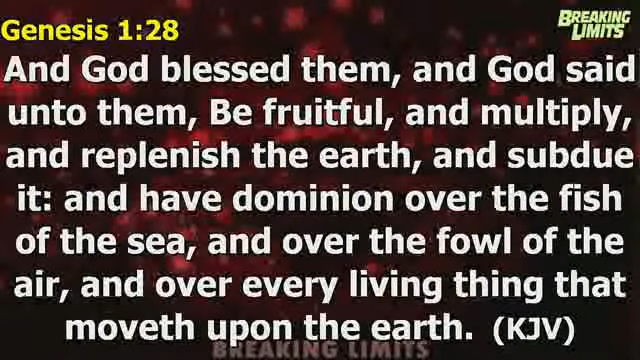 Genesis 1:28
BREAKING
LIMITS
And God blessed them, and God said
unto them, Be fruitful, and multiply,
and replenish the earth, and subdue
it: and have dominion over the fish
of the sea, and over the fowl of the
air, and over every living thing that
moveth upon the earth. (KJV)
BREAKING LIMITS